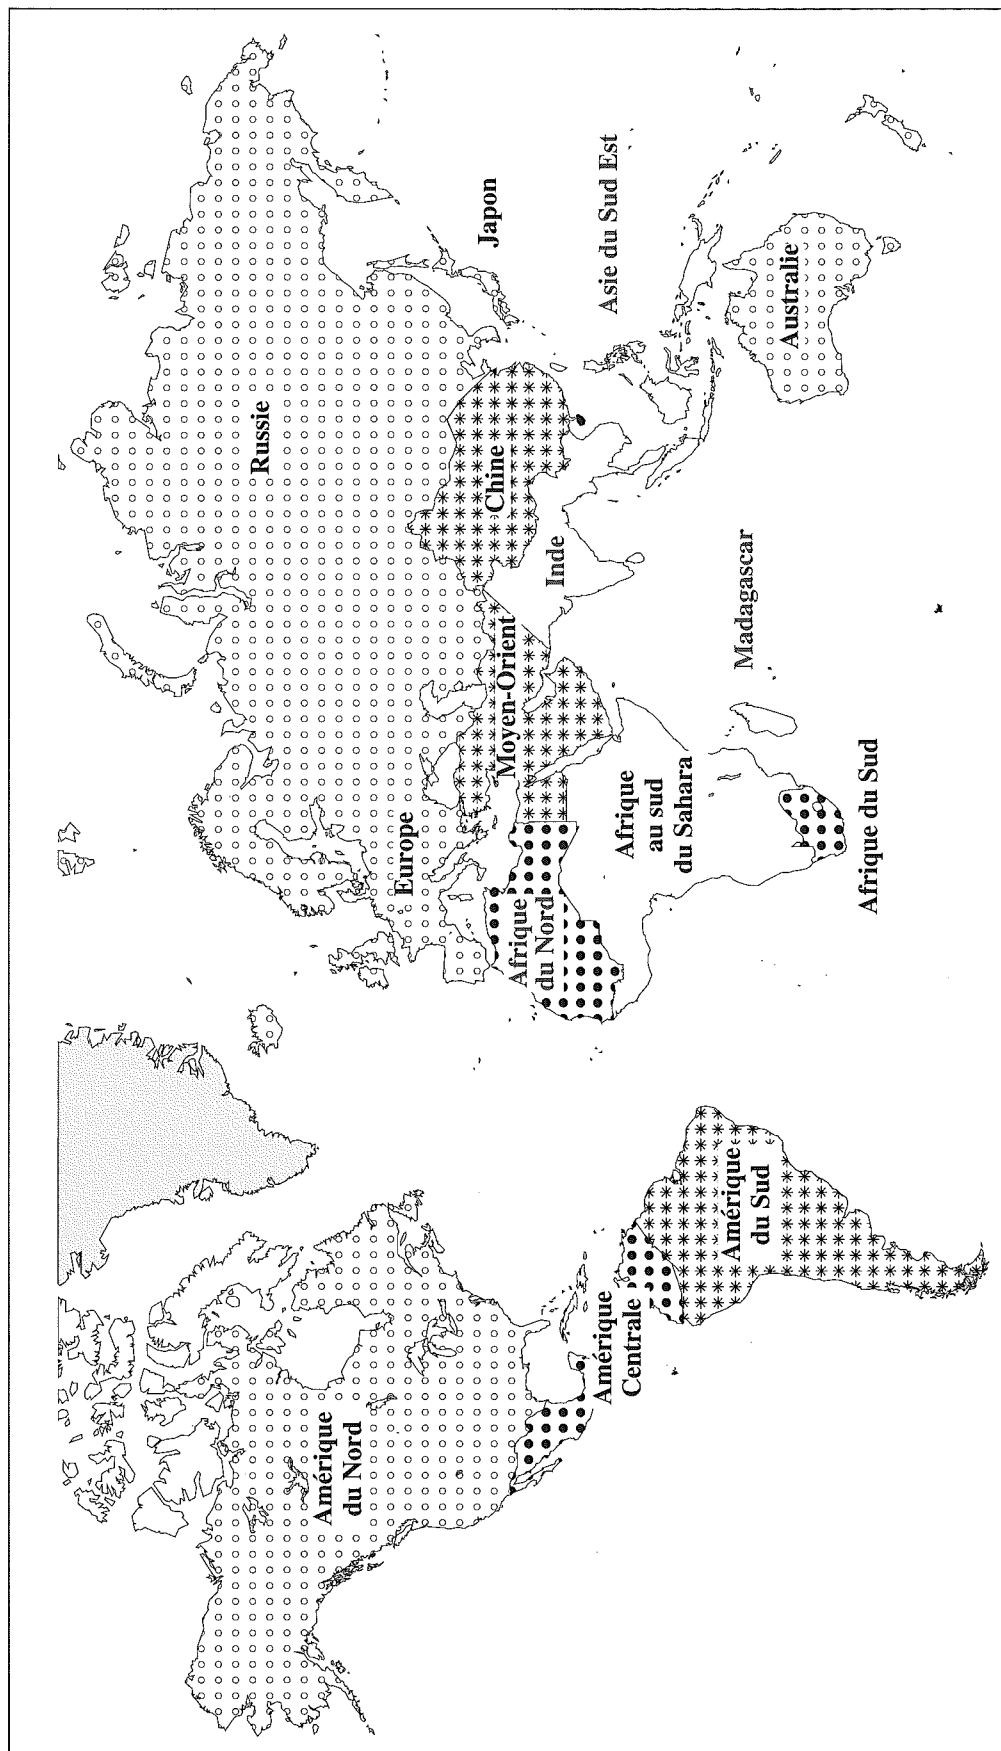 Amérique
du Nord
Amérique
Centrale
Amérique
du Sud
Europe
Russie
Afrique
du Nord
Moyen-Orient
Afrique
au sud
du Sahara
Afrique du Sud
Madagascar
Inde
Chine
Japon
Asie du Sud Est
Australie